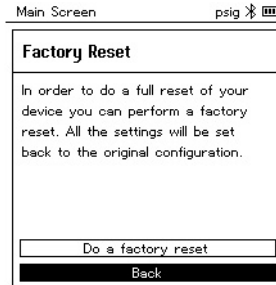 Main Screen psig
Factory Reset
In order to do a full reset of your
device you can perform a factory
reset. All the settings will be set
back to the original configuration.
Do a factory reset
Back